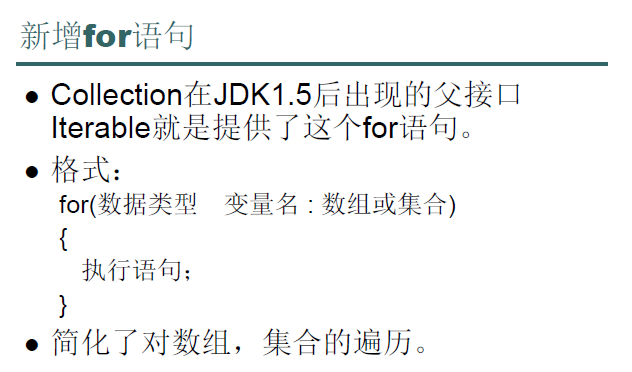 新增for语句
● Collection在JDK1.5后出现的父接口
Iterable就是提供了这个for语句。
● 格式：
for(数据类型　变量名 : 数组或集合)
{
执行语句；
}
● 简化了对数组，集合的遍历。